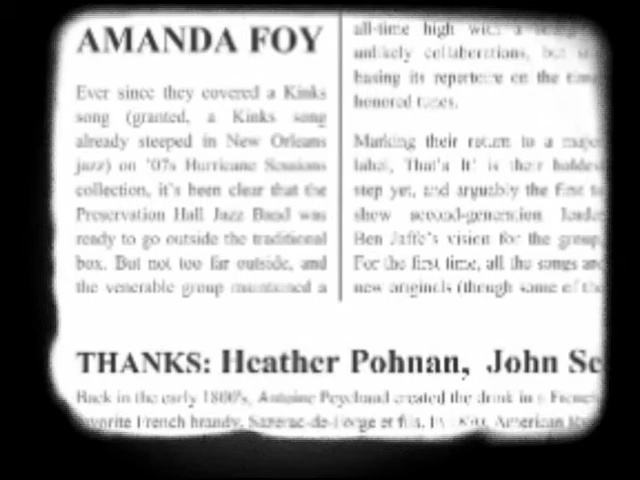 AMANDA FOY
Ever since they covered a Kinks
song (granted, a Kinks song
already steeped in New Orleans
jazz) on '07s Hurricane Sessions
collection, it's been clear that the
Preservation Hall Jazz Band was
ready to go outside the traditional
box. But not too far outside, and
the venerable group maintained a
all-time high with a
unlikely collaborations, but
basing its repertoire on the time
honored tunes.
Marking their return to a major
label, That's It! is their boldest
step yet, and arguably the first to
show second-generation leader
Ben Jaffe's vision for the group.
For the first time, all the songs are
new originals (though some of the
THANKS: Heather Pohnan, John Sc
Back in the early 1800's, Antoine Peychaud created the drink in a French
favorite French brandy, Sazerac-de-Forge et fils. In American